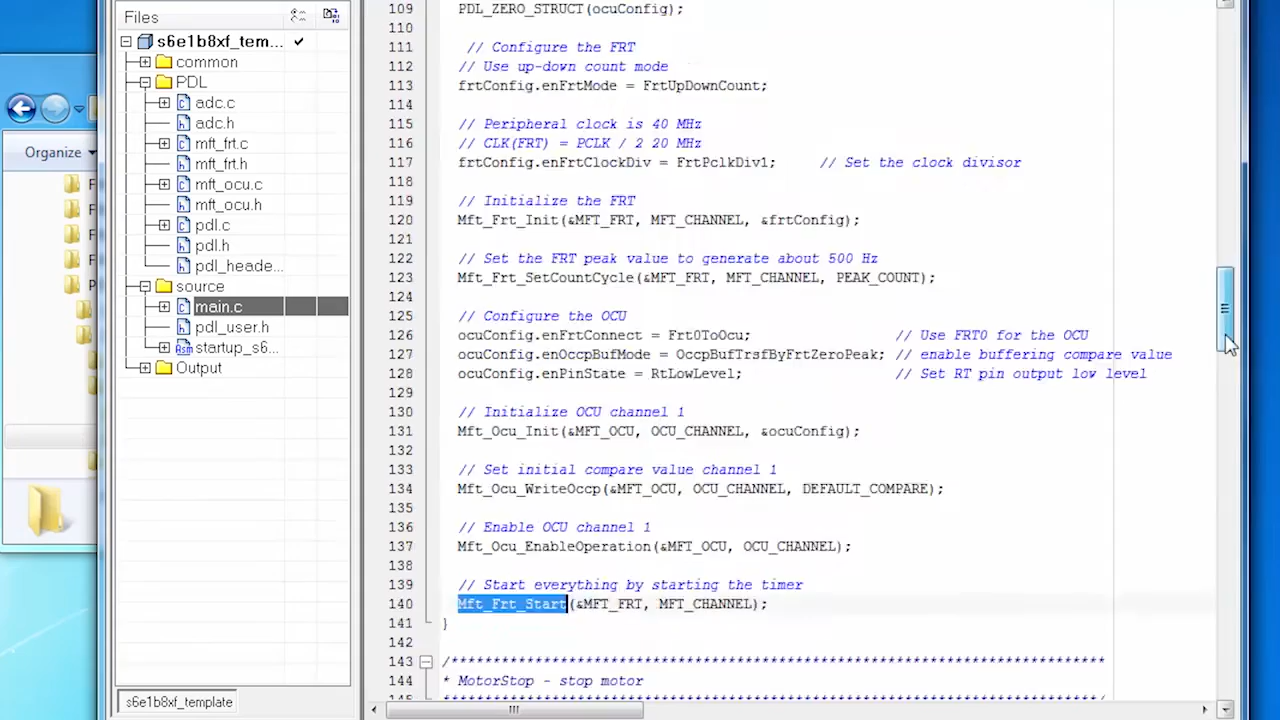 Files
s6e1b8xf_tem...
common
PDL
adc.c
adc.h
mft_frt.c
mft_frt.h
mft_ocu.c
mft_ocu.h
pdl.c
pdl.h
pdl_heade...
source
main.c
pdl_user.h
startup_s6...
Output
s6e1b8xf_template
Organize
F
F
F
F
P
109 PDL_ZERO_STRUCT(ocuConfig);
110
111 // Configure the FRT
112 // Use up-down count mode
113 frtConfig.enFrtMode = FrtUpDownCount;
114
115 // Peripheral clock is 40 MHz
116 // CLK(FRT) = PCLK / 2 20 MHz
117 frtConfig.enFrtClockDiv = FrtPclkDiv1; // Set the clock divisor
118
119 // Initialize the FRT
120 Mft_Frt_Init(&MFT_FRT, MFT_CHANNEL, &frtConfig);
121
122 // Set the FRT peak value to generate about 500 Hz
123 Mft_Frt_SetCountCycle(&MFT_FRT, MFT_CHANNEL, PEAK_COUNT);
124
125 // Configure the OCU
126 ocuConfig.enFrtConnect = Frt0ToOcu; // Use FRT0 for the OCU
127 ocuConfig.enOccpBufMode = OccpBufTrsfByFrtZeroPeak; // enable buffering compare value
128 ocuConfig.enPinState = RtLowLevel; // Set RT pin output low level
129
130 // Initialize OCU channel 1
131 Mft_Ocu_Init(&MFT_OCU, OCU_CHANNEL, &ocuConfig);
132
133 // Set initial compare value channel 1
134 Mft_Ocu_WriteOccp(&MFT_OCU, OCU_CHANNEL, DEFAULT_COMPARE);
135
136 // Enable OCU channel 1
137 Mft_Ocu_EnableOperation(&MFT_OCU, OCU_CHANNEL);
138
139 // Start everything by starting the timer
140 Mft_Frt_Start(&MFT_FRT, MFT_CHANNEL);
141 }
142
143 /******************************************************************************
144 * MotorStop - stop motor
145 ******************************************************************************/